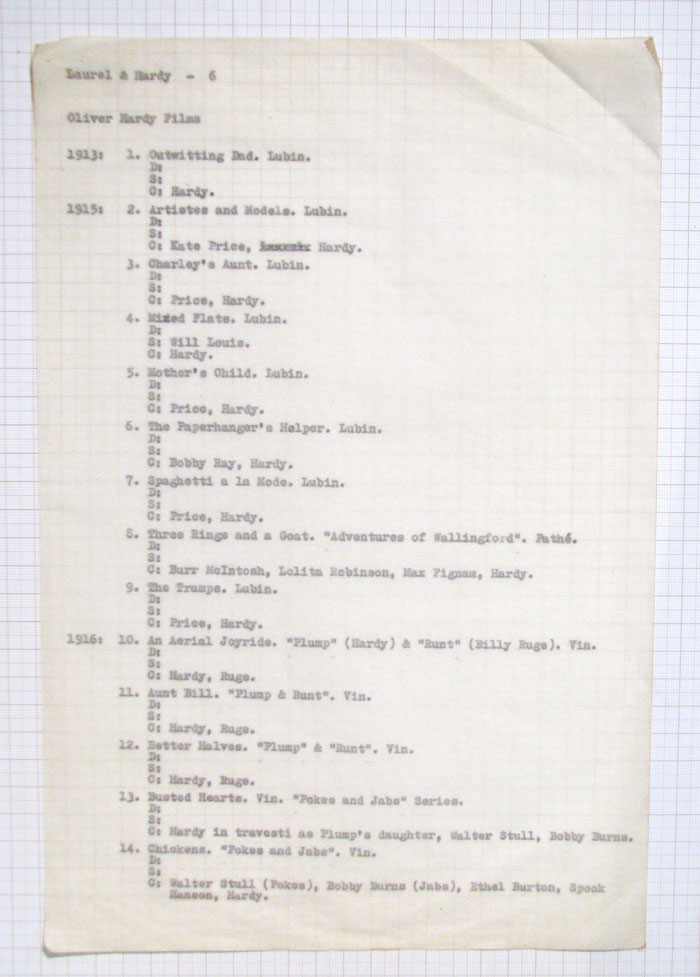 Laurel & Hardy - 6
Oliver Hardy Films
1913: 1. Outwitting Dad. Lubin.
D:
S:
C: Hardy.
1915: 2. Artistes and Models. Lubin.
D:
S:
C: Kate Price, Hardy.
3. Charley's Aunt. Lubin.
D:
S:
C: Price, Hardy.
4. Mixed Flats. Lubin.
D:
S: Will Louis.
C: Hardy.
5. Mother's Child. Lubin.
D:
S:
C: Price, Hardy.
6. The Paperhanger's Helper. Lubin.
D:
S:
C: Bobby Ray, Hardy.
7. Spaghetti a la Mode. Lubin.
D:
S:
C: Price, Hardy.
8. Three Rings and a Goat. "Adventures of Wallingford". Pathé.
D:
S:
C: Burr McIntosh, Lolita Robinson, Max Figman, Hardy.
9. The Tramps. Lubin.
D:
S:
C: Price, Hardy.
1916: 10. An Aerial Joyride. "Plump" (Hardy) & "Runt" (Billy Ruge). Vin.
D:
S:
C: Hardy, Ruge.
11. Aunt Bill. "Plump & Runt". Vin.
D:
S:
C: Hardy, Ruge.
12. Better Halves. "Plump" & "Runt". Vin.
D:
S:
C: Hardy, Ruge.
13. Busted Hearts. Vin. "Pokes and Jabs" Series.
D:
S:
C: Hardy in travesti as Plump's daughter, Walter Stull, Bobby Burns.
14. Chickens. "Pokes and Jabs". Vin.
D:
S:
C: Walter Stull (Pokes), Bobby Burns (Jabs), Ethel Burton, Spook
Hanson, Hardy.